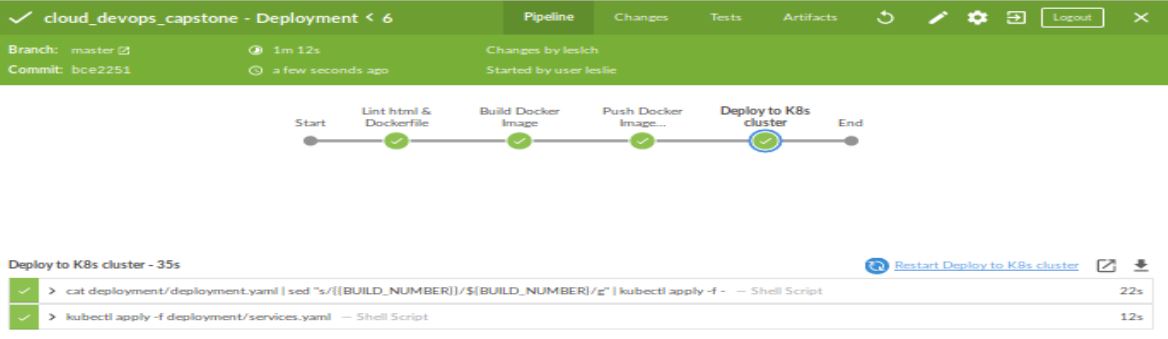 cloud_devops_capstone - Deployment < 6 Pipeline Changes Tests Artifacts Logout
Branch: master 1m 12s Changes by leslch
Commit: bce2251 a few seconds ago Started by user leslie
Start Lint html & Dockerfile Build Docker Image Push Docker Image... Deploy to K8s cluster End
Deploy to K8s cluster - 35s Restart Deploy to K8s cluster
> cat deployment/deployment.yaml | sed "s/{{BUILD_NUMBER}}/${BUILD_NUMBER}/g" | kubectl apply -f - — Shell Script 22s
> kubectl apply -f deployment/services.yaml — Shell Script 12s